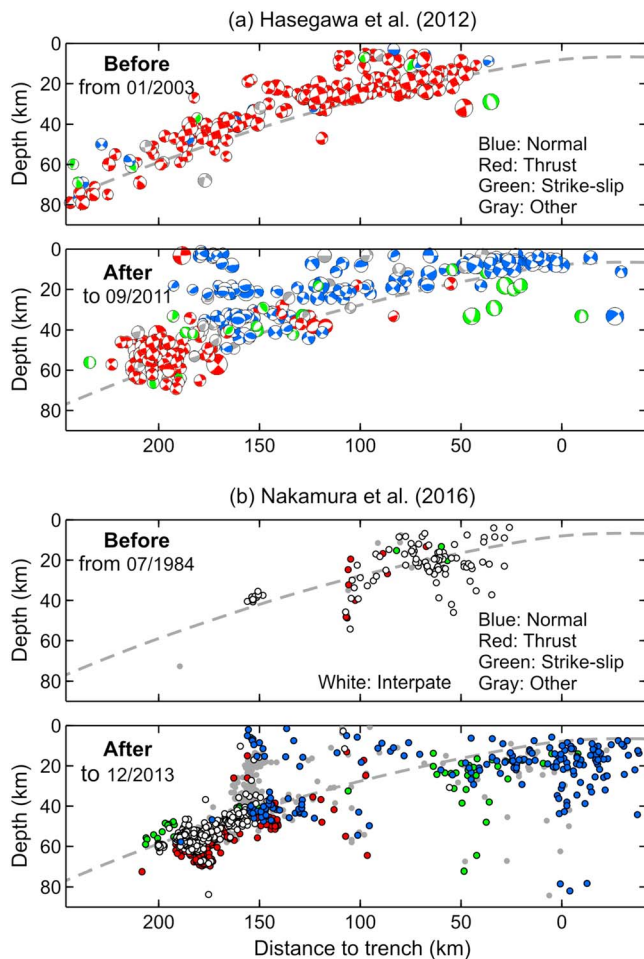 (a) Hasegawa et al. (2012)
0
20
40
60
80
Depth (km)
Before
from 01/2003
Blue: Normal
Red: Thrust
Green: Strike-slip
Gray: Other
0
20
40
60
80
Depth (km)
After
to 09/2011
200
150
100
50
0
(b) Nakamura et al. (2016)
0
20
40
60
80
Depth (km)
Before
from 07/1984
Blue: Normal
Red: Thrust
Green: Strike-slip
White: Interpate Gray: Other
0
20
40
60
80
Depth (km)
After
to 12/2013
200
150
100
50
0
Distance to trench (km)